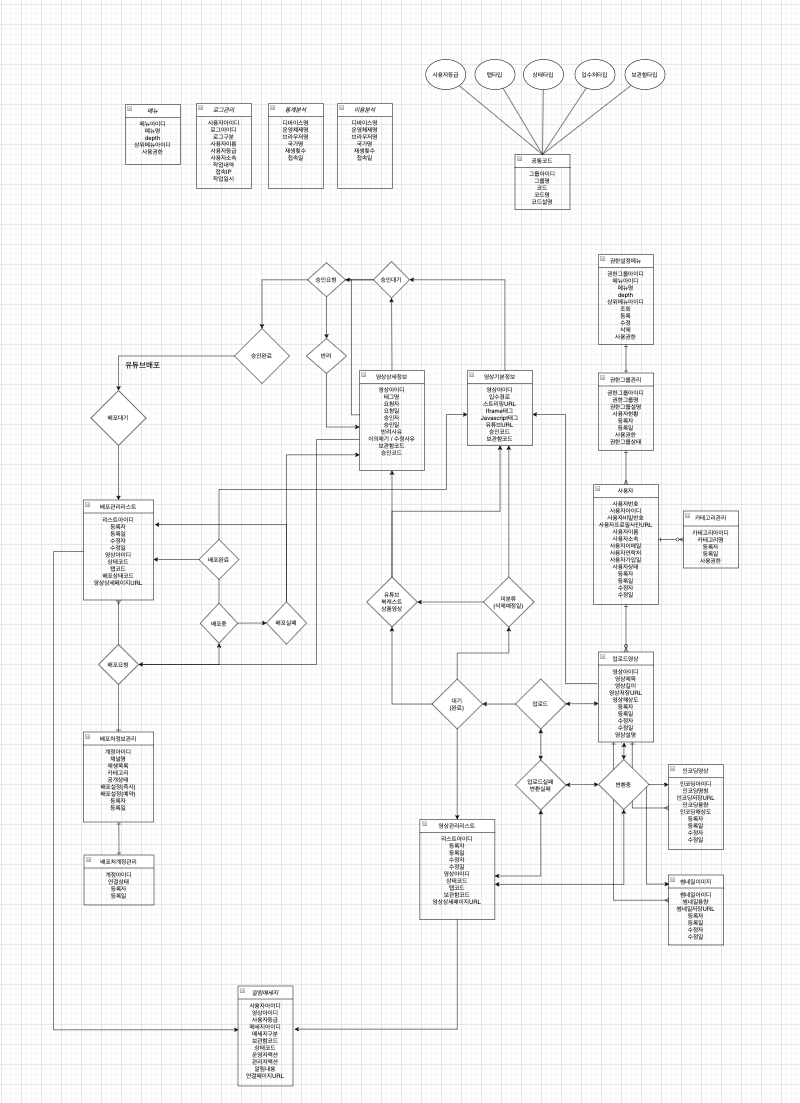 사용자등급
탭타입
상태타입
입수처타입
보관함타입
메뉴
메뉴아이디
메뉴명
depth
상위메뉴아이디
사용권한
로그관리
사용자아이디
로그아이디
로그구분
사용자이름
사용자등급
사용자소속
작업내역
접속IP
작업일시
통계분석
디바이스명
운영체제명
브라우저명
국가명
재생횟수
접속일
이용분석
디바이스명
운영체제명
브라우저명
국가명
재생횟수
접속일
공통코드
그룹아이디
그룹명
코드
코드명
코드설명
승인요청
승인대기
승인완료
반려
유튜브배포
배포대기
영상상세정보
영상아이디
태그명
요청자
요청일
승인자
승인일
반려사유
이의제기 / 수정사유
보관함코드
승인코드
영상기본정보
영상아이디
입수경로
스트리밍URL
Iframe태그
Javascript태그
유튜브URL
승인코드
보관함코드
권한설정메뉴
권한그룹아이디
메뉴아이디
메뉴명
depth
상위메뉴아이디
조회
등록
수정
삭제
사용권한
권한그룹관리
권한그룹아이디
권한그룹명
권한그룹설명
사용자현황
등록자
등록일
사용권한
권한그룹상태
사용자
사용자번호
사용자아이디
사용자비밀번호
사용자프로필사진URL
사용자이름
사용자소속
사용자이메일
사용자연락처
사용자가입일
사용자상태
등록자
등록일
수정자
수정일
카테고리관리
카테고리아이디
카테고리명
등록자
등록일
사용권한
배포관리리스트
리스트아이디
등록자
등록일
수정자
수정일
영상아이디
상태코드
탭코드
배포상태코드
영상상세페이지URL
배포완료
배포중
배포실패
배포요청
유튜브
북캐스트
상품영상
미분류
(삭제예정일)
대기
(완료)
업로드
업로드실패
변환실패
변환중
업로드영상
영상아이디
영상제목
영상길이
영상저장URL
영상해상도
등록자
등록일
수정자
수정일
영상설명
배포처정보관리
계정아이디
채널명
재생목록
카테고리
공개상태
배포설정(즉시)
배포설정(예약)
등록자
등록일
배포처계정관리
계정아이디
연결상태
등록자
등록일
영상관리리스트
리스트아이디
등록자
등록일
수정자
수정일
영상아이디
상태코드
탭코드
보관함코드
영상상세페이지URL
인코딩영상
인코딩아이디
인코딩명칭
인코딩저장URL
인코딩용량
인코딩해상도
등록자
등록일
수정자
수정일
썸네일이미지
썸네일아이디
썸네일용량
썸네일저장URL
등록자
등록일
수정자
수정일
알림메세지
사용자아이디
영상아이디
사용자등급
메세지아이디
메세지구분
보관함코드
상태코드
운영자액션
관리자액션
알림내용
연결페이지URL